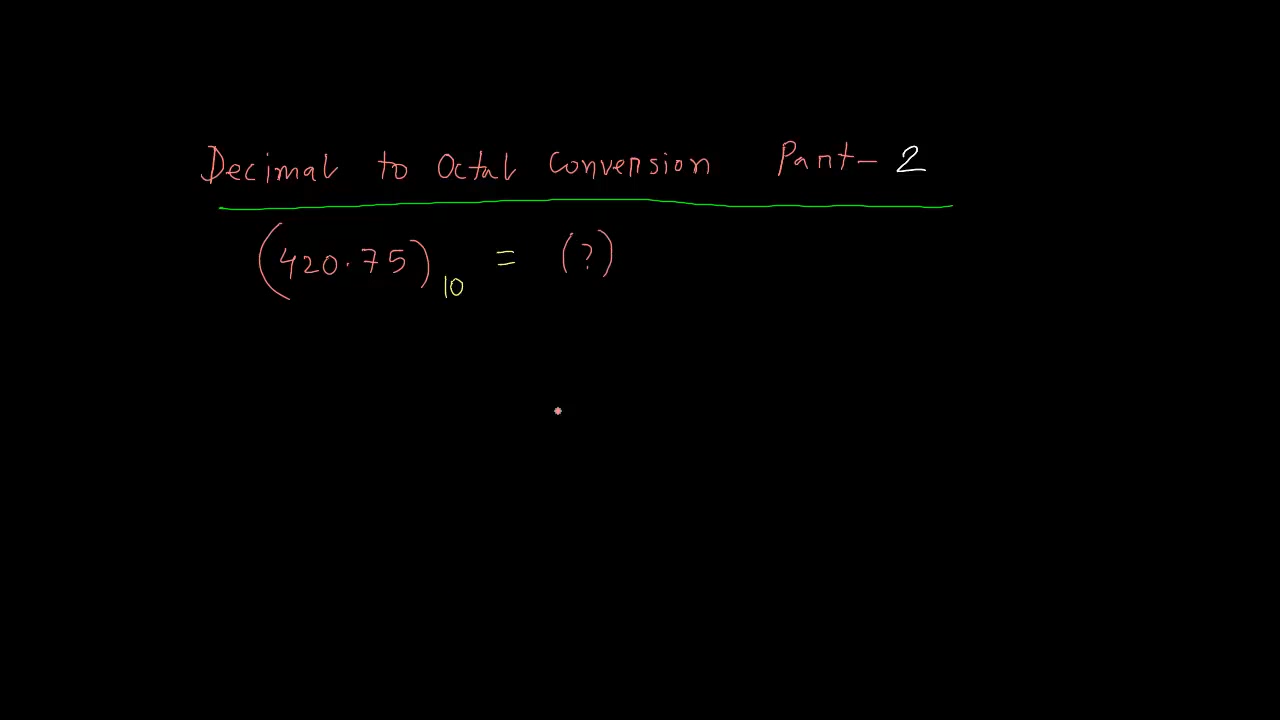 Decimal to Octal Conversion Part- 2
(420.75)10 = (?)